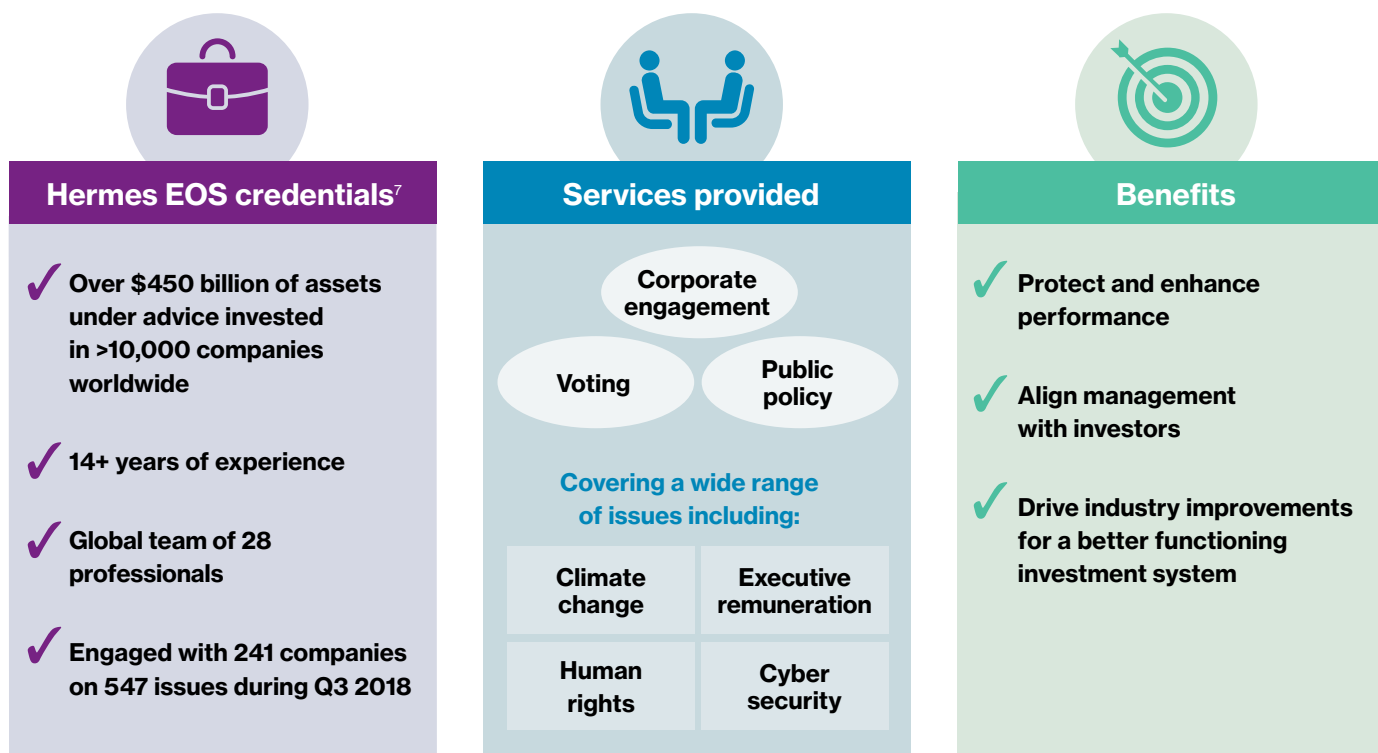 Hermes EOS credentials7
Over $450 billion of assets
under advice invested
in >10,000 companies
worldwide
14+ years of experience
Global team of 28
professionals
Engaged with 241 companies
on 547 issues during Q3 2018
Services provided
Corporate
engagement
Voting
Public
policy
Covering a wide range
of issues including:
Climate
change
Executive
remuneration
Human
rights
Cyber
security
Benefits
Protect and enhance
performance
Align management
with investors
Drive industry improvements
for a better functioning
investment system